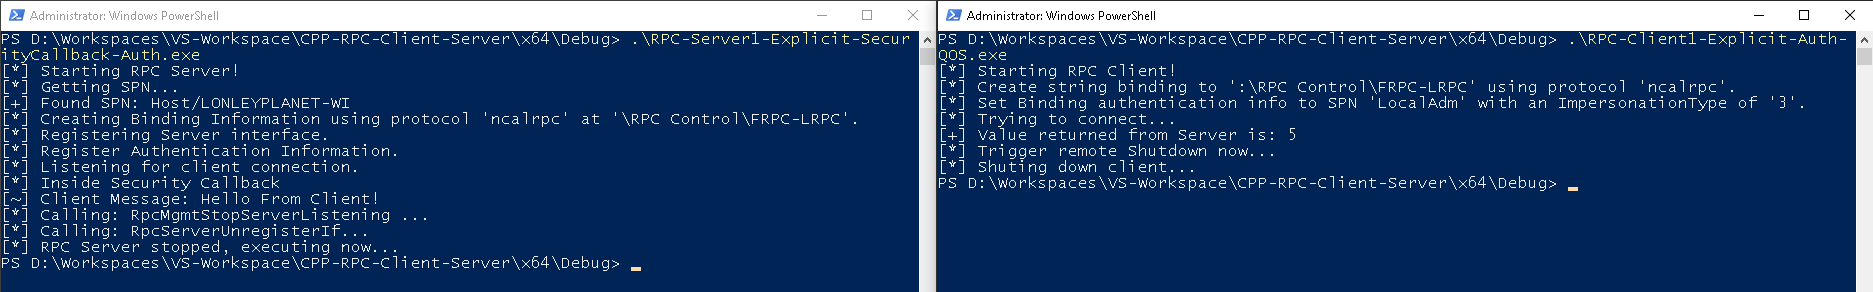 Administrator: Windows PowerShell
PS D:\Workspaces\VS-Workspace\CPP-RPC-Client-Server\x64\Debug> .\RPC-Server1-Explicit-Secur
ityCallback-Auth.exe
[*] Starting RPC Server!
[*] Getting SPN...
[+] Found SPN: Host/LONLEYPLANET-WI
[*] Creating Binding Information using protocol 'ncalrpc' at '\RPC Control\FRPC-LRPC'.
[*] Registering Server interface.
[*] Register Authentication Information.
[*] Listening for client connection.
[*] Inside Security Callback
[~] Client Message: Hello From Client!
[*] Calling: RpcMgmtStopServerListening ...
[*] Calling: RpcServerUnregisterIf...
[*] RPC Server stopped, executing now...
PS D:\Workspaces\VS-Workspace\CPP-RPC-Client-Server\x64\Debug>
Administrator: Windows PowerShell
PS D:\Workspaces\VS-Workspace\CPP-RPC-Client-Server\x64\Debug> .\RPC-Client1-Explicit-Auth-
QOS.exe
[*] Starting RPC Client!
[*] Create string binding to ':\RPC Control\FRPC-LRPC' using protocol 'ncalrpc'.
[*] Set Binding authentication info to SPN 'LocalAdm' with an ImpersonationType of '3'.
[*] Trying to connect...
[+] Value returned from Server is: 5
[*] Trigger remote Shutdown now...
[*] Shuting down client...
PS D:\Workspaces\VS-Workspace\CPP-RPC-Client-Server\x64\Debug>